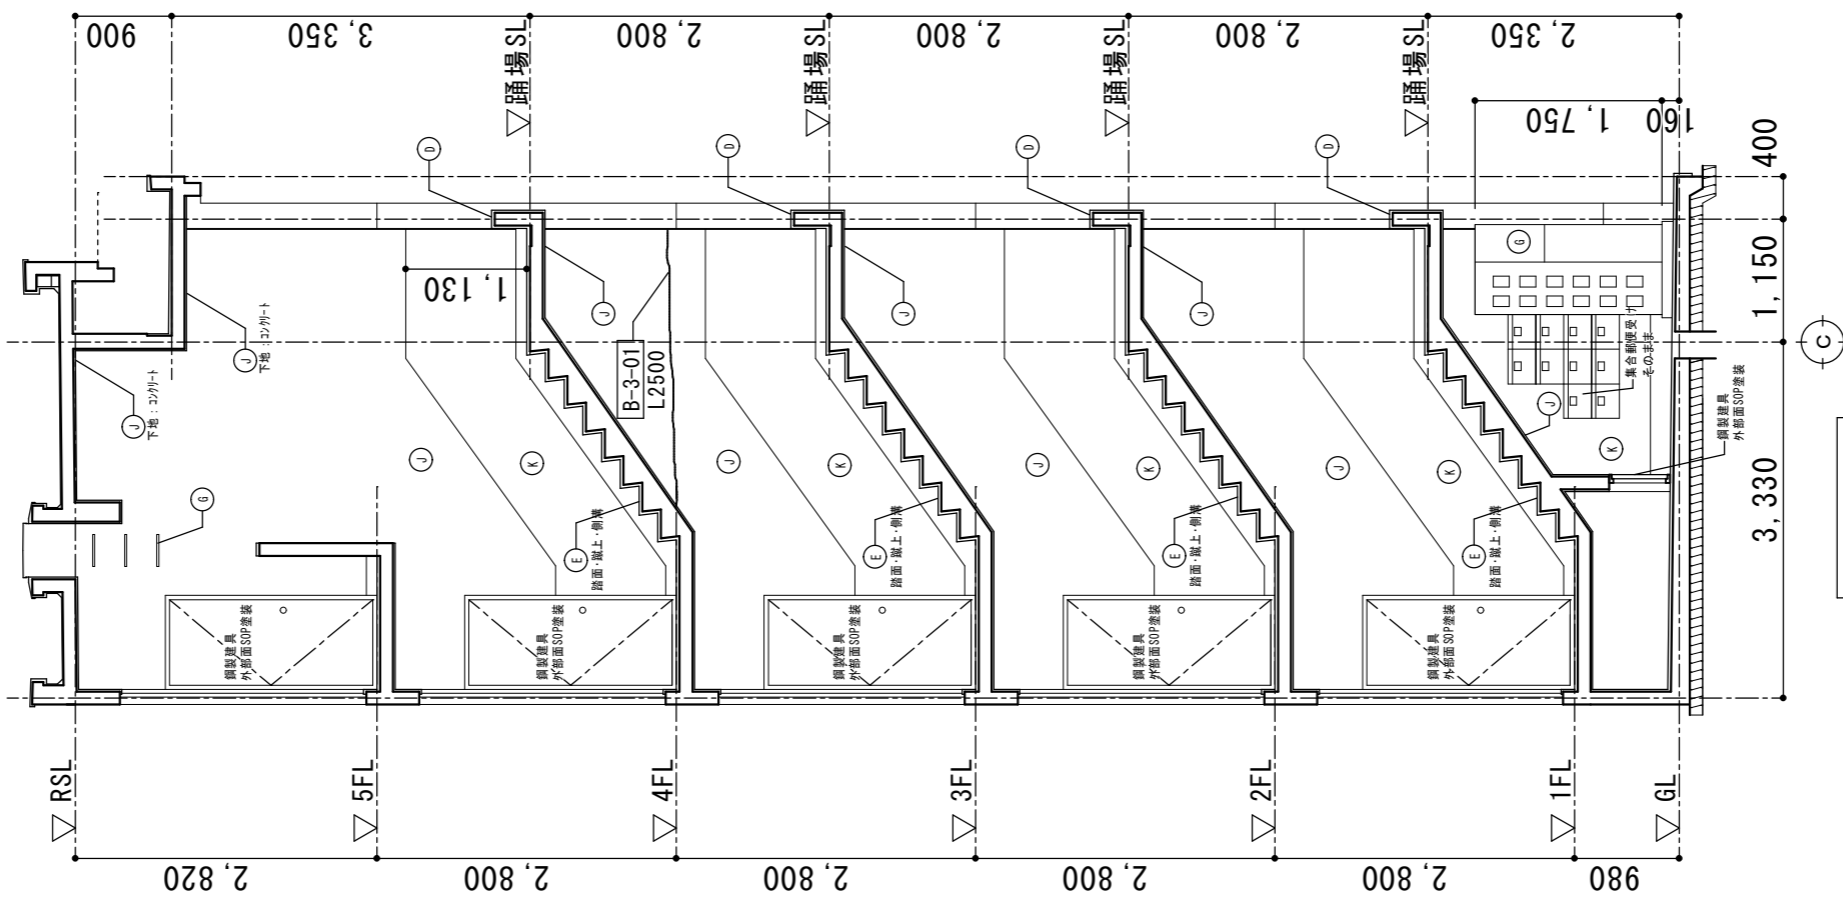 900
3,350
2,800
2,800
2,800
2,350
▽踊場SL
▽踊場SL
▽踊場SL
▽踊場SL
1,750
160
400
1,150
3,330
C
D
D
D
D
G
J
下地：コンクリート
J
下地：コンクリート
1,130
J
J
J
J
B-3-01
L2500
集合郵便受け
そのまま
鋼製建具
外部面SOP塗装
J
K
J
K
J
K
J
K
K
G
E
踏面・蹴上・側溝
E
踏面・蹴上・側溝
E
踏面・蹴上・側溝
E
踏面・蹴上・側溝
鋼製建具
外部面SOP塗装
鋼製建具
外部面SOP塗装
鋼製建具
外部面SOP塗装
鋼製建具
外部面SOP塗装
鋼製建具
外部面SOP塗装
▽ RSL
▽ 5FL
▽ 4FL
▽ 3FL
▽ 2FL
▽ 1FL
▽ GL
2,820
2,800
2,800
2,800
2,800
980